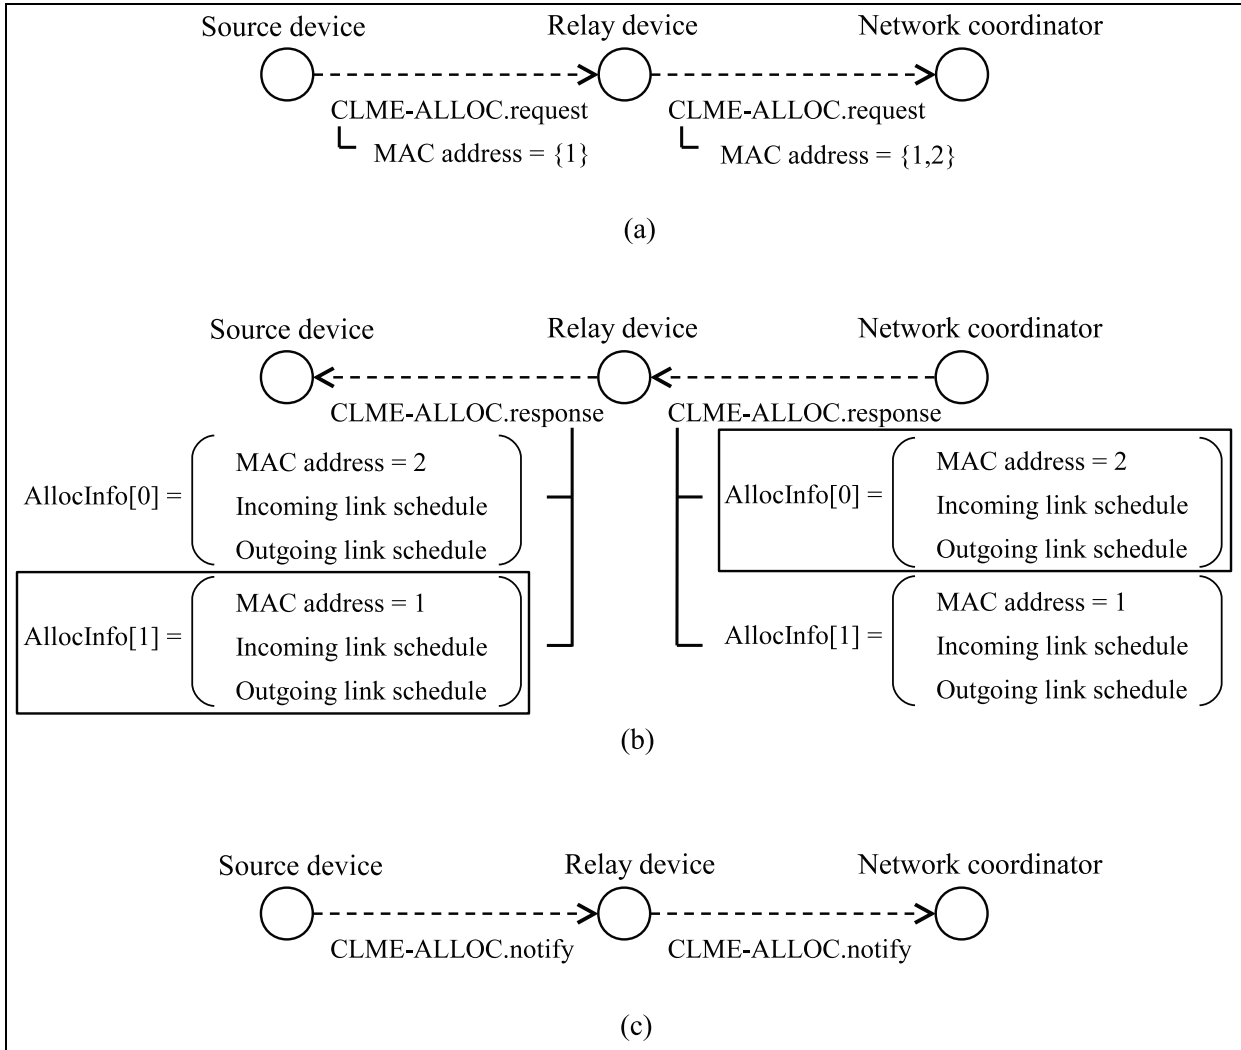 Source device
Relay device
Network coordinator
CLME-ALLOC.request
CLME-ALLOC.request
MAC address = {1}
MAC address = {1,2}
(a)
Source device
Relay device
Network coordinator
CLME-ALLOC.response
CLME-ALLOC.response
AllocInfo[0] =
MAC address = 2
Incoming link schedule
Outgoing link schedule
AllocInfo[1] =
MAC address = 1
Incoming link schedule
Outgoing link schedule
AllocInfo[0] =
MAC address = 2
Incoming link schedule
Outgoing link schedule
AllocInfo[1] =
MAC address = 1
Incoming link schedule
Outgoing link schedule
(b)
Source device
Relay device
Network coordinator
CLME-ALLOC.notify
CLME-ALLOC.notify
(c)